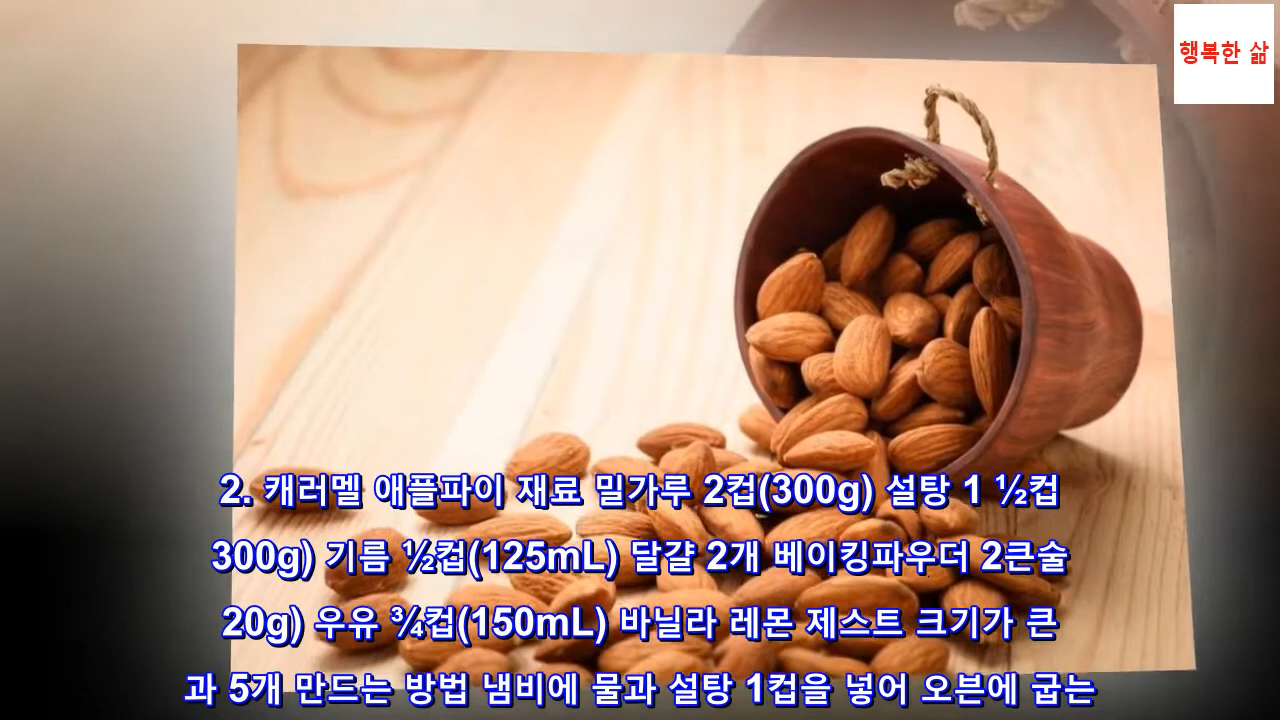 행복한 삶
2. 캐러멜 애플파이 재료 밀가루 2컵(300g) 설탕 1 ½컵
300g) 기름 ½컵(125mL) 달걀 2개 베이킹파우더 2큰술
20g) 우유 ¾컵(150mL) 바닐라 레몬 제스트 크기가 큰
과 5개 만드는 방법 냄비에 물과 설탕 1컵을 넣어 오븐에 굽는